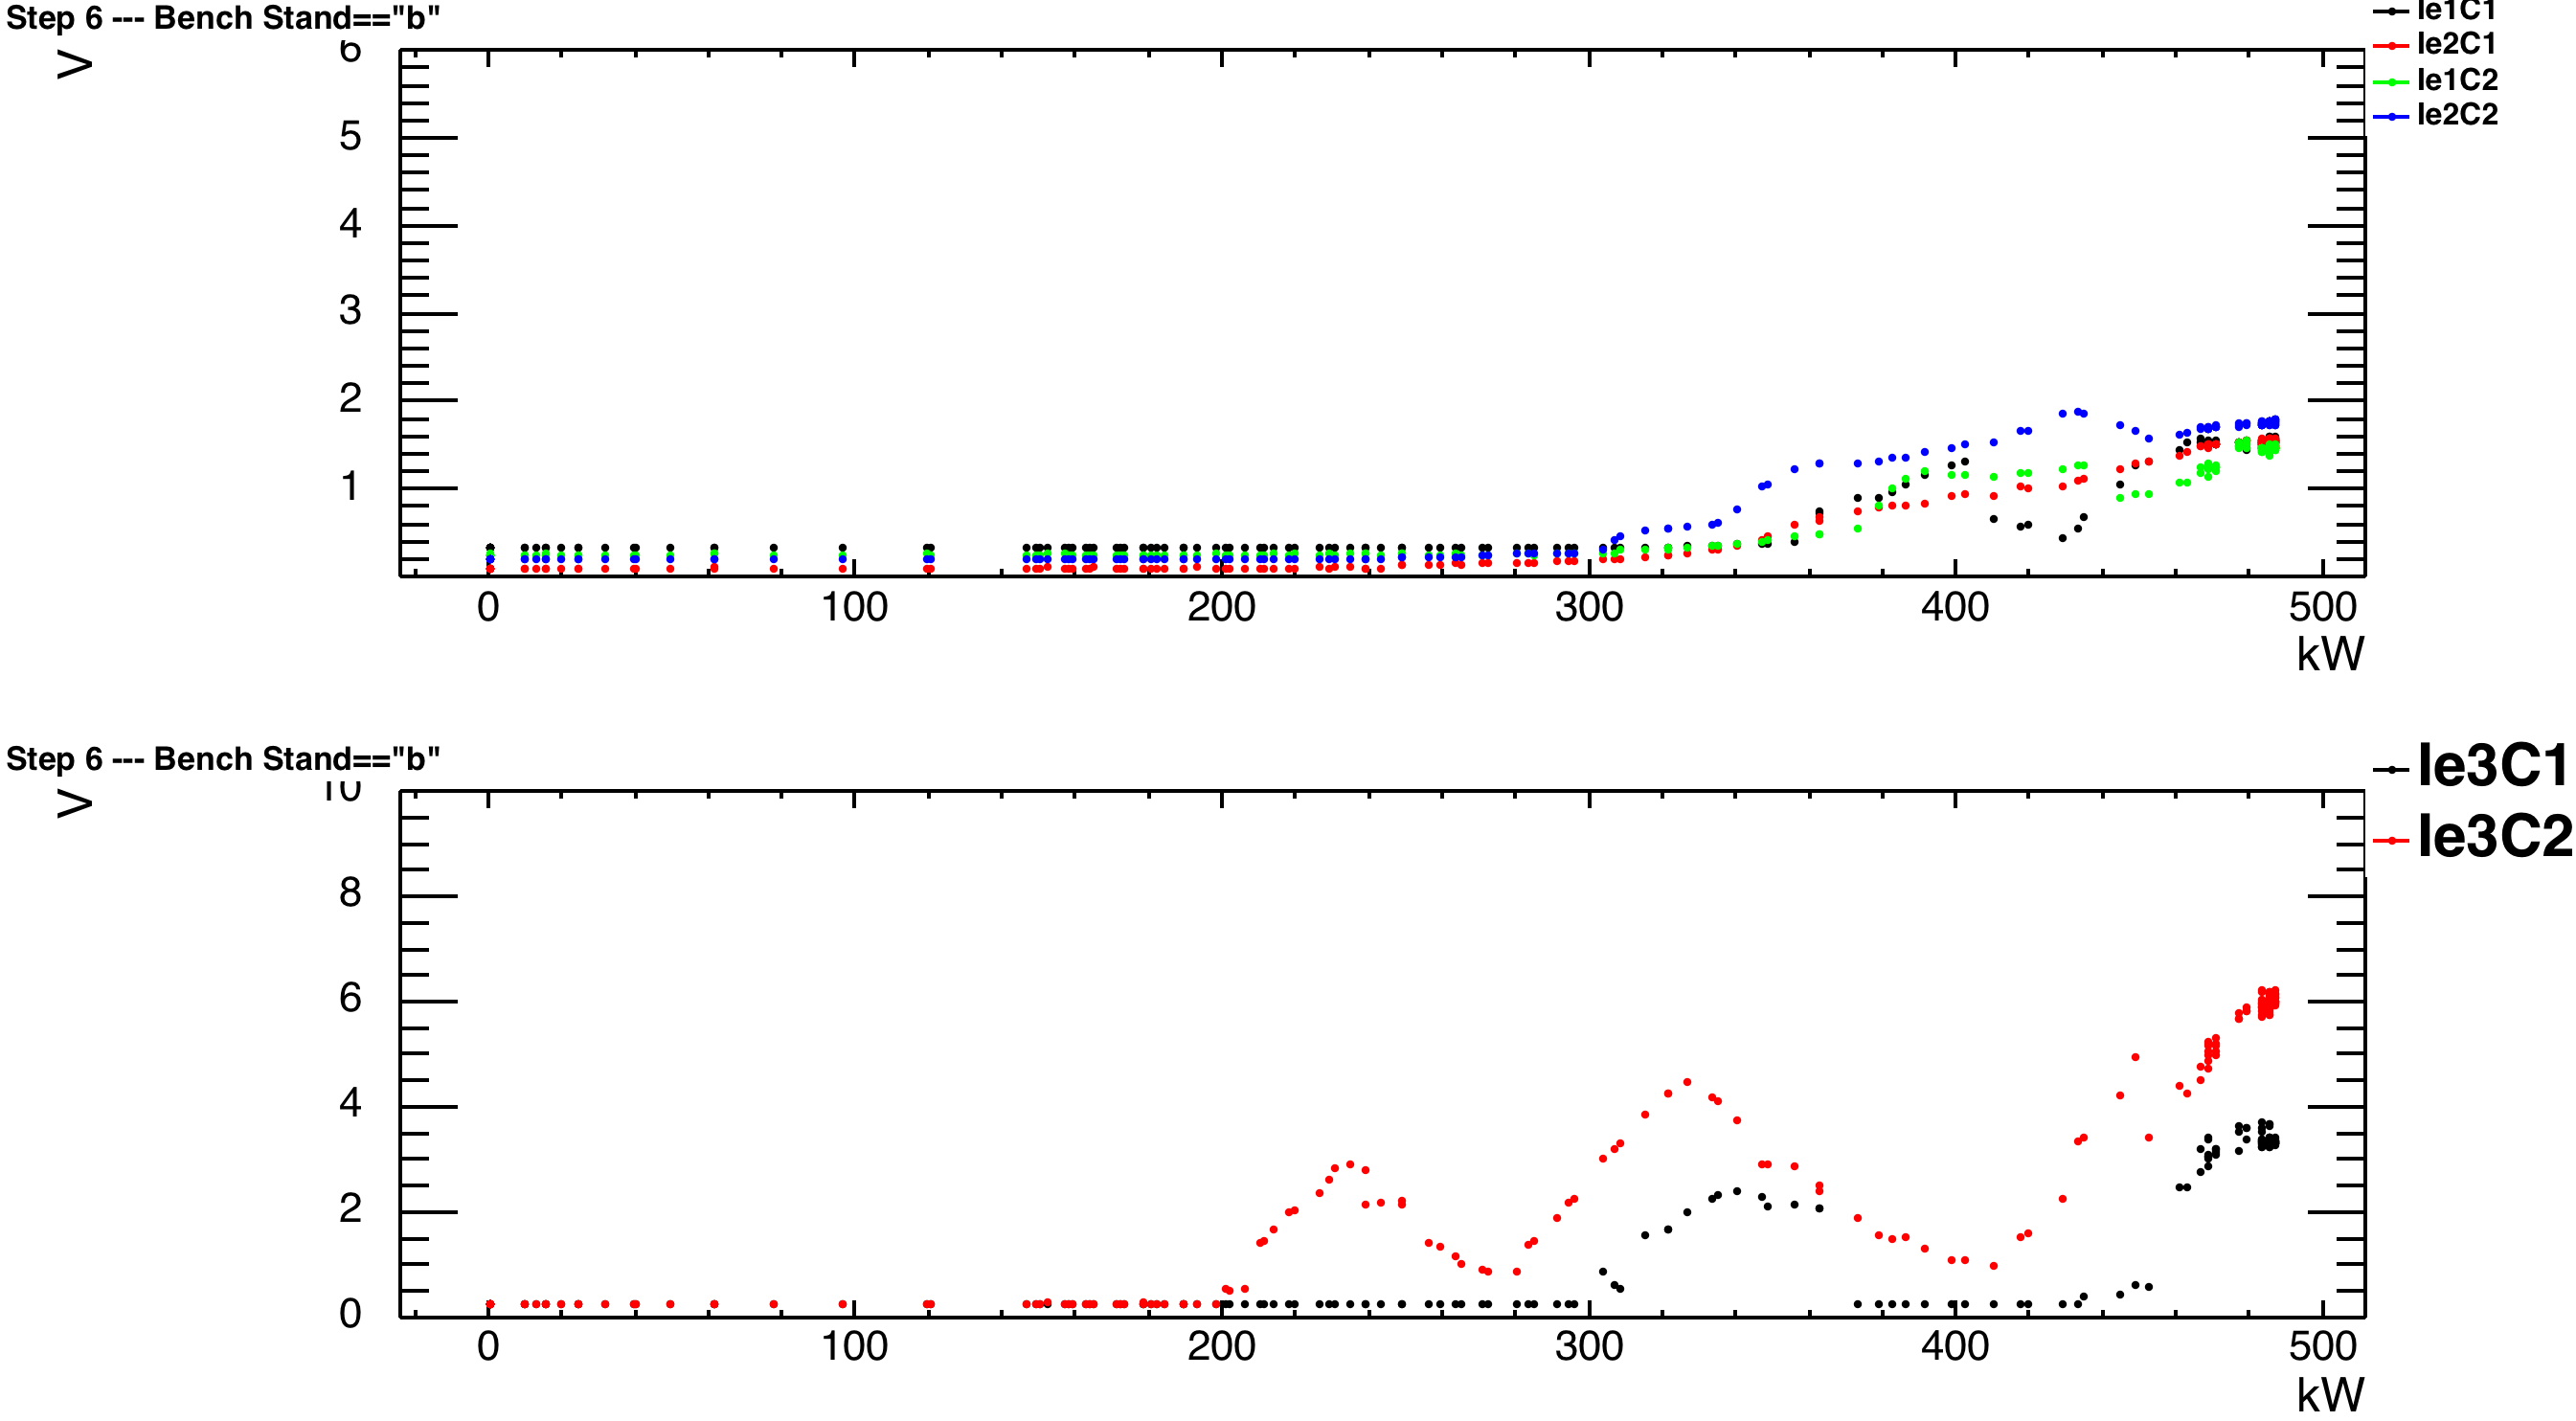 Step 6 --- Bench Stand=="b"
Ie1C1
Ie2C1
Ie1C2
Ie2C2
V
6
5
4
3
2
1
0 100 200 300 400 500
kW
Step 6 --- Bench Stand=="b"
Ie3C1
Ie3C2
V
10
8
6
4
2
0
0 100 200 300 400 500
kW